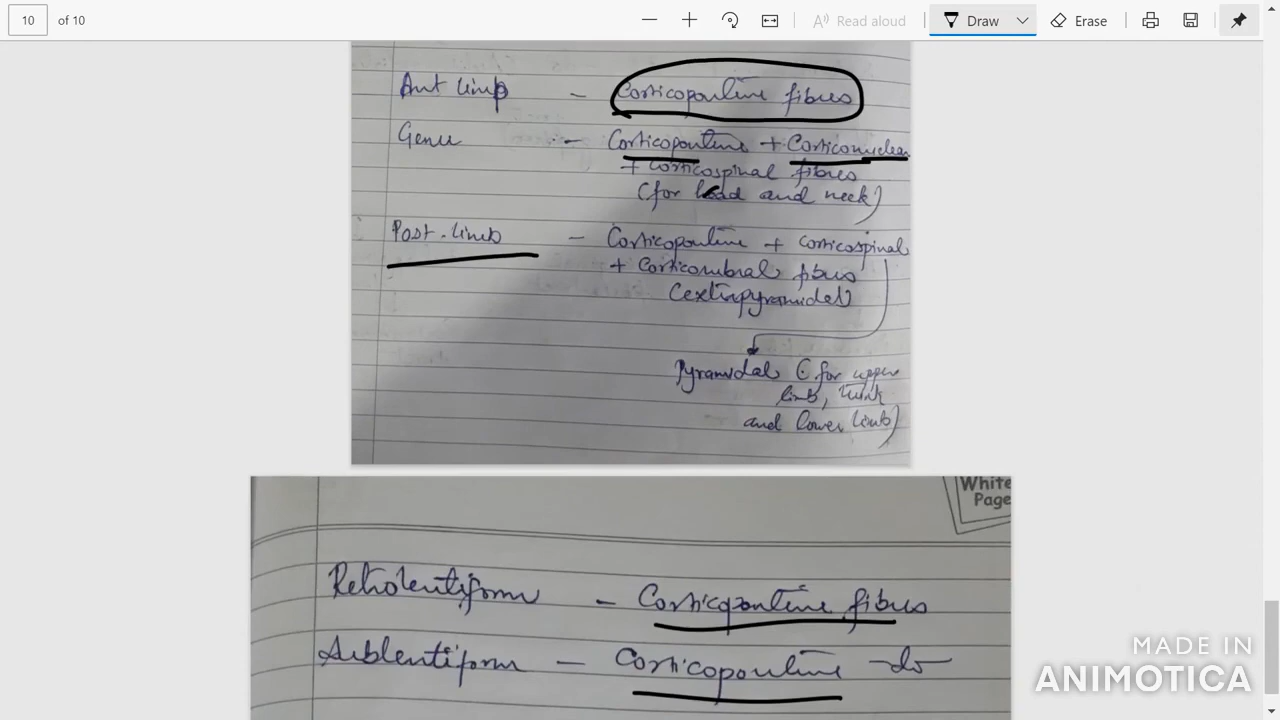 10 of 10
Read aloud
Draw
Erase
Ant limb - Corticopontine fibres
Genu - Corticopontine + Corticonuclear
+ corticospinal fibres
(for head and neck)
Post. limb - Corticopontine + corticospinal
+ Corticorubral fibres
(extrapyramidal)
Pyramidal (for upper
limb, trunk
and lower limb)
White
Page
Retrolentiform - Corticopontine fibres
Sublentiform - Corticopontine -do-
MADE IN
ANIMOTICA